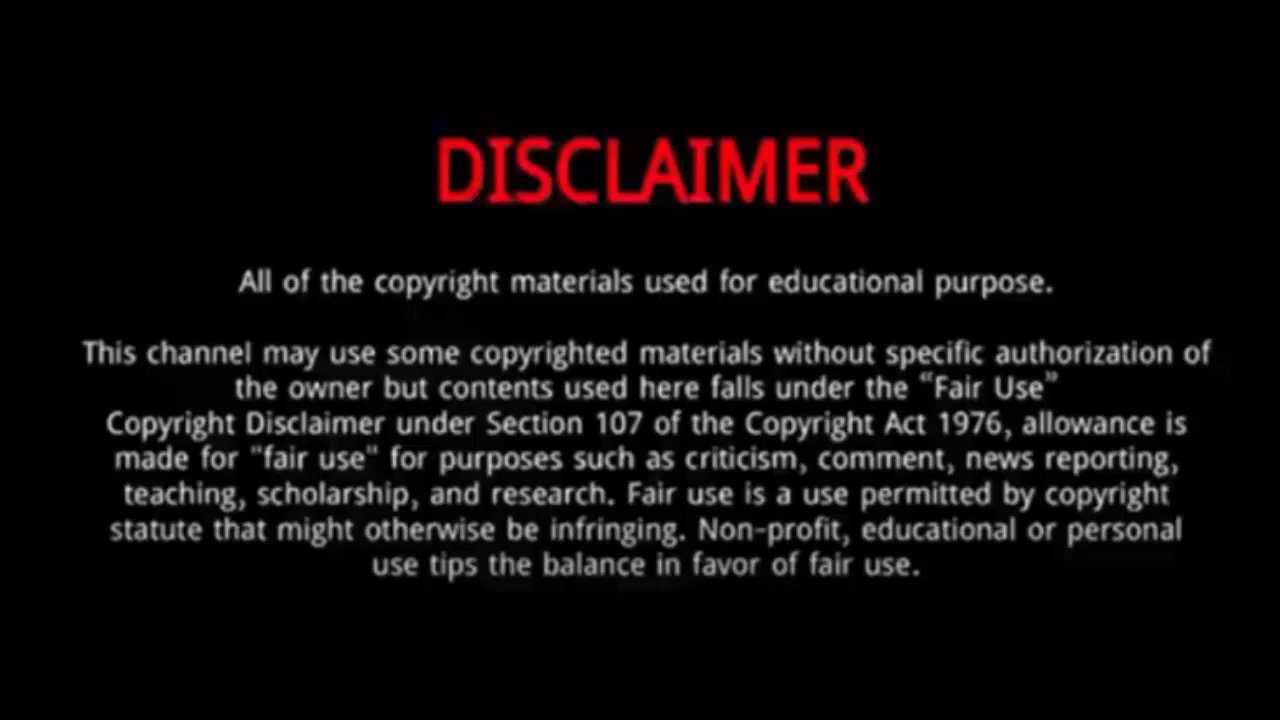 DISCLAIMER
All of the copyright materials used for educational purpose.
This channel may use some copyrighted materials without specific authorization of
the owner but contents used here falls under the “Fair Use”
Copyright Disclaimer under Section 107 of the Copyright Act 1976, allowance is
made for "fair use" for purposes such as criticism, comment, news reporting,
teaching, scholarship, and research. Fair use is a use permitted by copyright
statute that might otherwise be infringing. Non-profit, educational or personal
use tips the balance in favor of fair use.